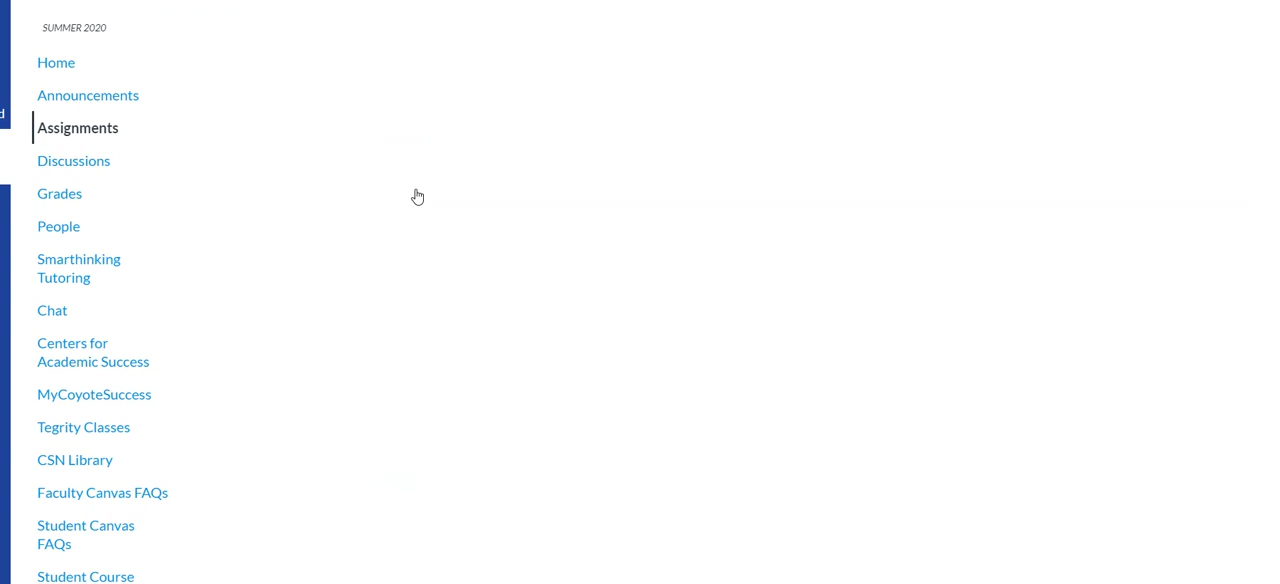 SUMMER 2020
Home
Announcements
d
Assignments
Discussions
Grades
People
Smarthinking
Tutoring
Chat
Centers for
Academic Success
MyCoyoteSuccess
Tegrity Classes
CSN Library
Faculty Canvas FAQs
Student Canvas
FAQs
Student Course